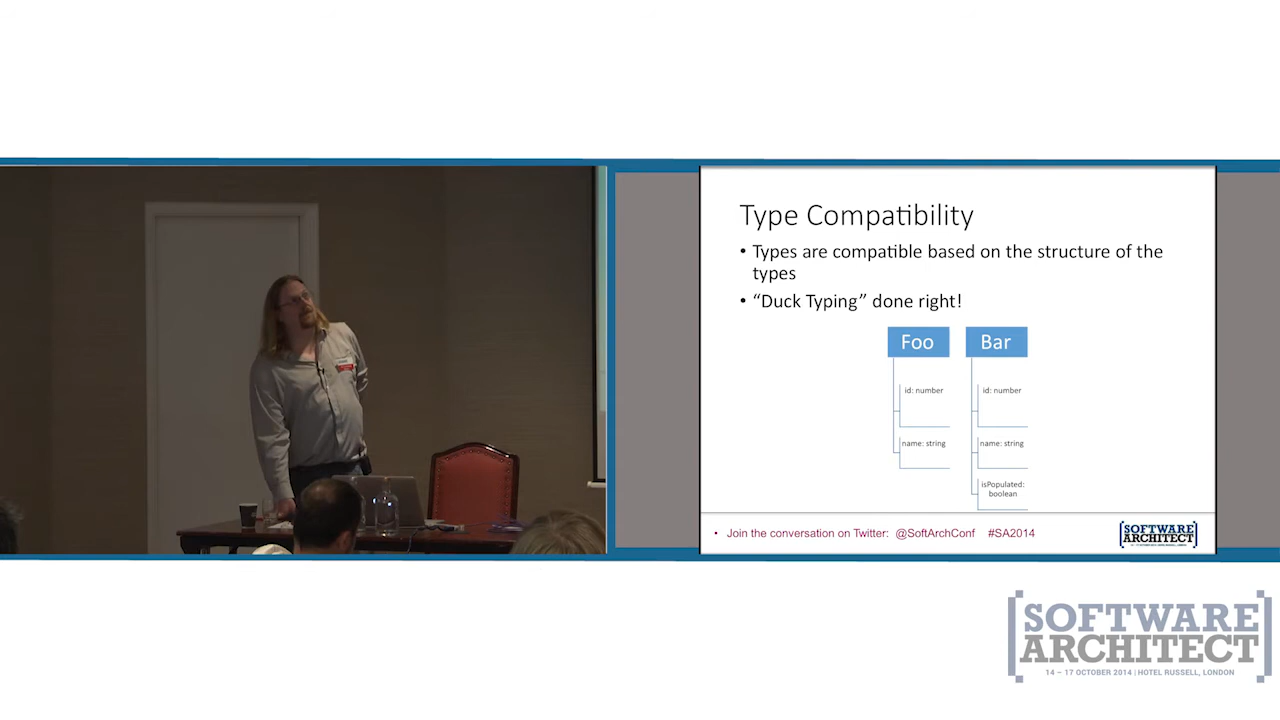 Type Compatibility
• Types are compatible based on the structure of the
types
• “Duck Typing” done right!
Foo
id: number
name: string
Bar
id: number
name: string
isPopulated:
boolean
• Join the conversation on Twitter: @SoftArchConf #SA2014
[SOFTWARE
ARCHITECT]
[SOFTWARE
ARCHITECT]
14 – 17 OCTOBER 2014 | HOTEL RUSSELL, LONDON